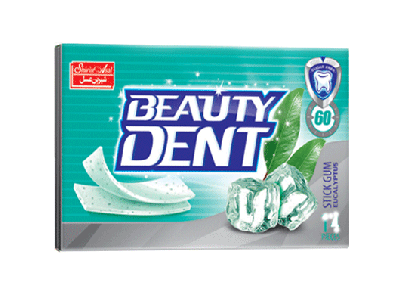 Shirin Asal
شیرین عسل
BEAUTY
DENT
60
STICK GUM
EUCALYPTUS